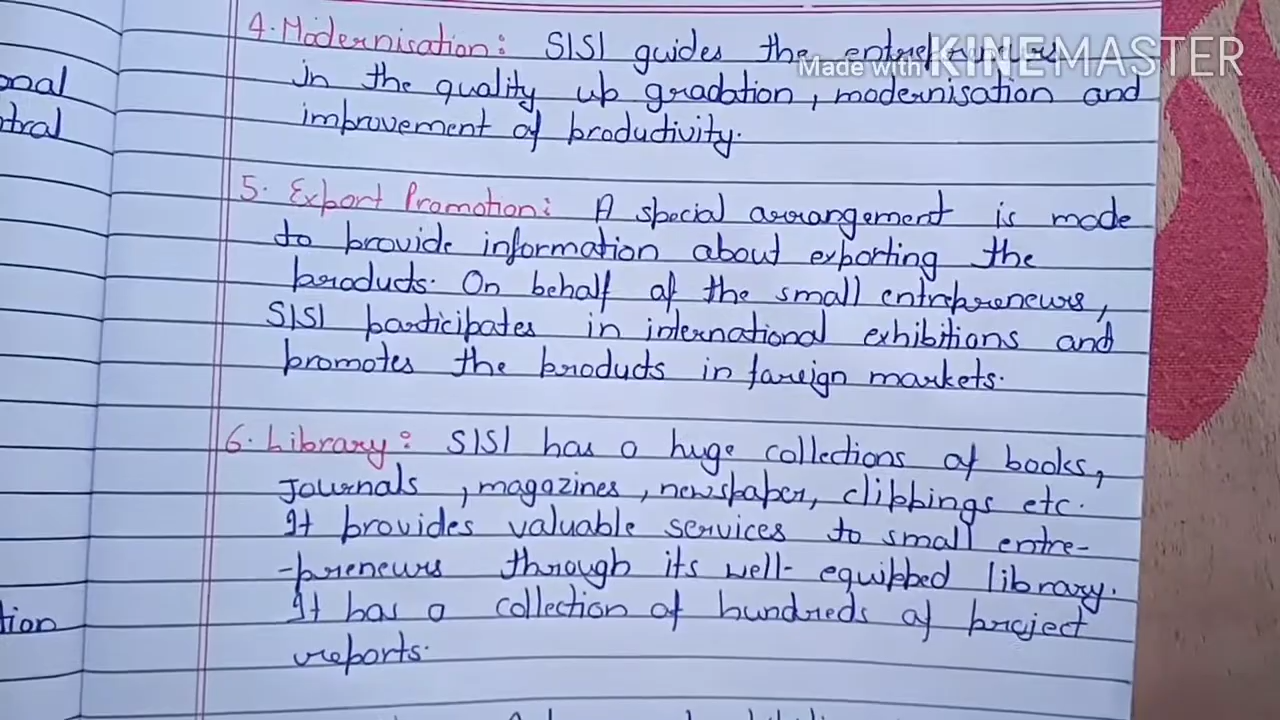 4. Modernisation: SISI guides the entrepreneurs
Made with KINEMASTER
in the quality up gradation, modernisation and
improvement of productivity.
5. Export Promotion: A special arrangement is made
to provide information about exporting the
products. On behalf of the small entrepreneurs,
SISI participates in international exhibitions and
promotes the products in foreign markets.
6. Library: SISI has a huge collections of books,
Journals, magazines, newspaper, clippings etc.
It provides valuable services to small entre-
-preneurs through its well-equipped library.
It has a collection of hundreds of project
reports.
onal
ntral
tion